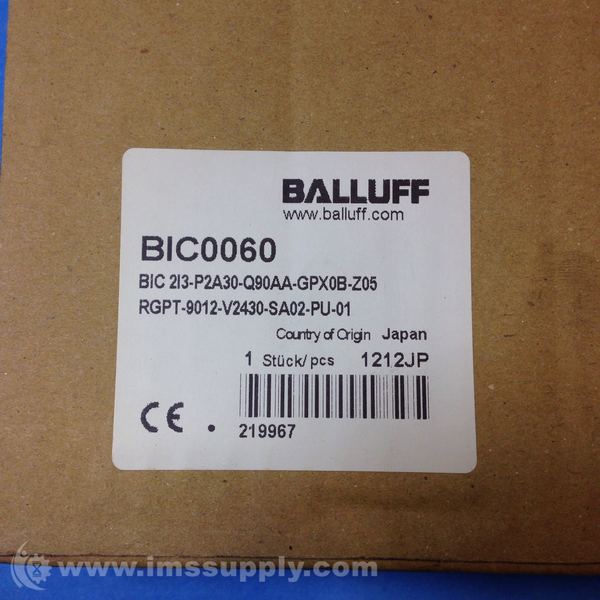 BALLUFF
www.balluff.com
BIC0060
BIC 2I3-P2A30-Q90AA-GPX0B-Z05
RGPT-9012-V2430-SA02-PU-01
Country of Origin Japan
1 Stück/pcs 1212JP
CE .
219967
www.imssupply.com